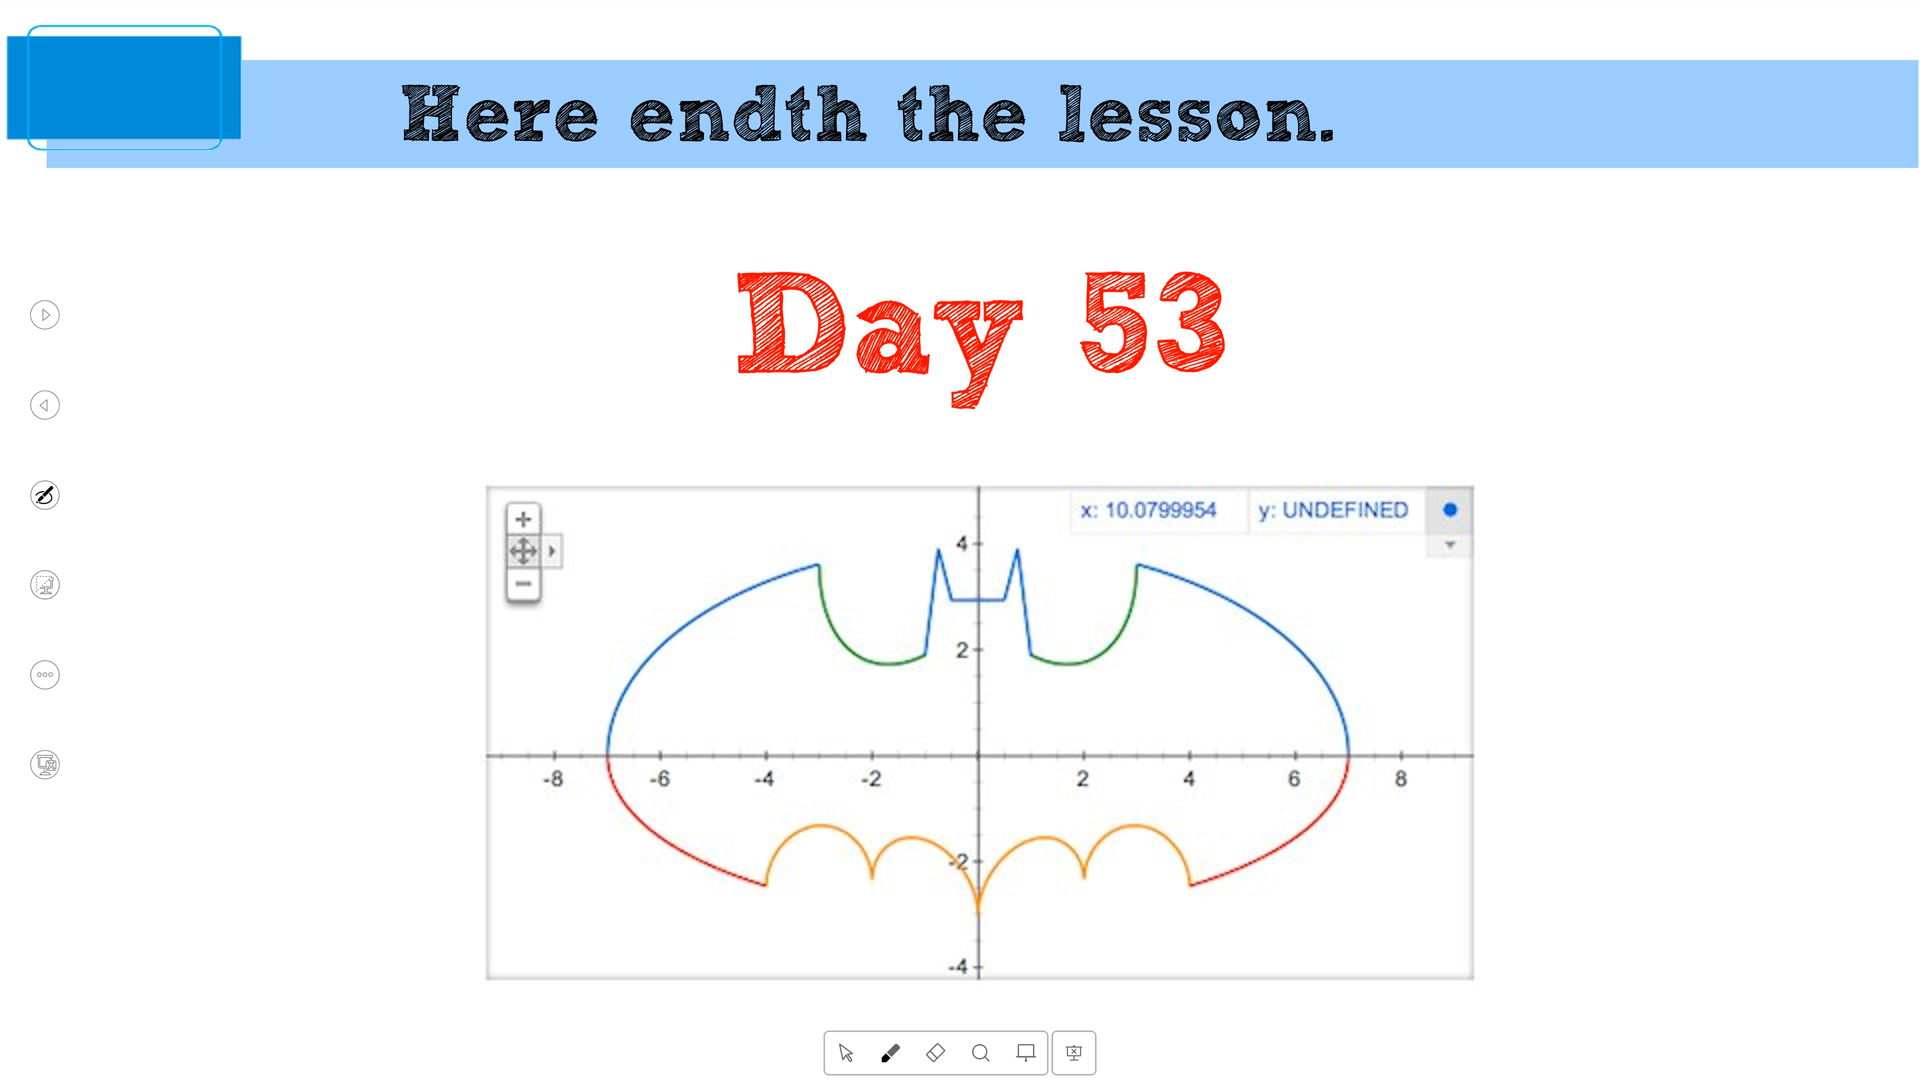 Here endth the lesson.
Day 53
x: 10.0799954 y: UNDEFINED
4
2
-8 -6 -4 -2 2 4 6 8
-2
-4